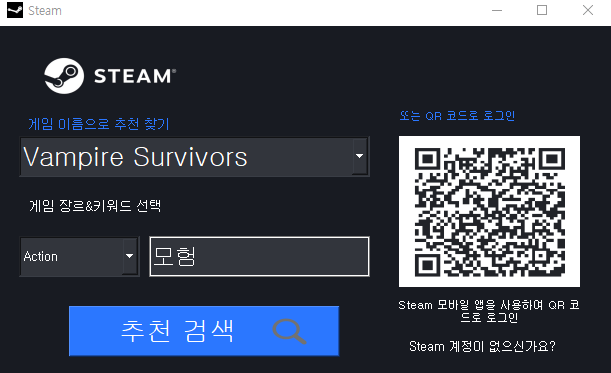 Steam
STEAM
게임 이름으로 추천 찾기
Vampire Survivors
게임 장르&키워드 선택
Action
모험
추천 검색
또는 QR 코드로 로그인
Steam 모바일 앱을 사용하여 QR 코
드로 로그인
Steam 계정이 없으신가요?